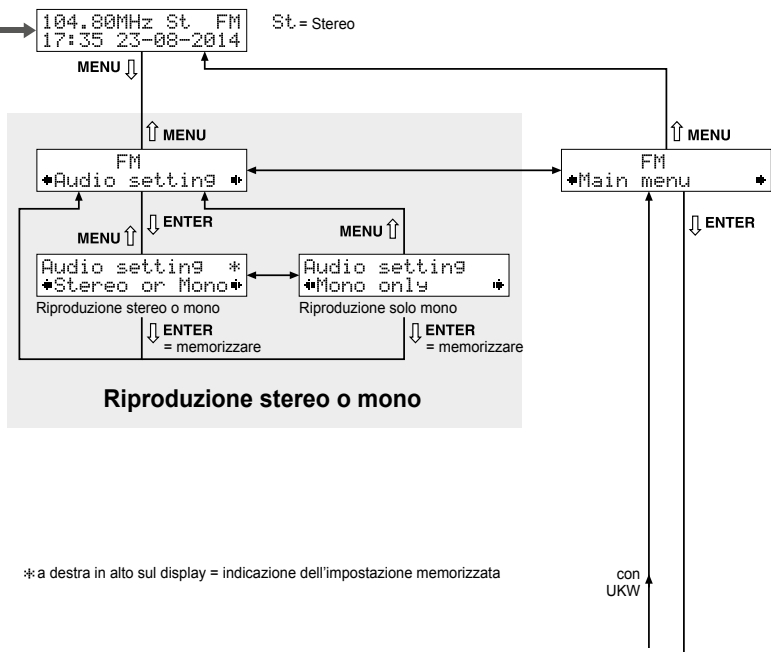 104.80MHz St FM
17:35 23-08-2014
St = Stereo
MENU
MENU
MENU
FM
Audio setting
FM
Main menu
ENTER
MENU
MENU
ENTER
Audio setting *
Stereo or Mono
Audio setting
Mono only
Riproduzione stereo o mono
Riproduzione solo mono
ENTER
= memorizzare
ENTER
= memorizzare
Riproduzione stereo o mono
* a destra in alto sul display = indicazione dell'impostazione memorizzata
con
UKW